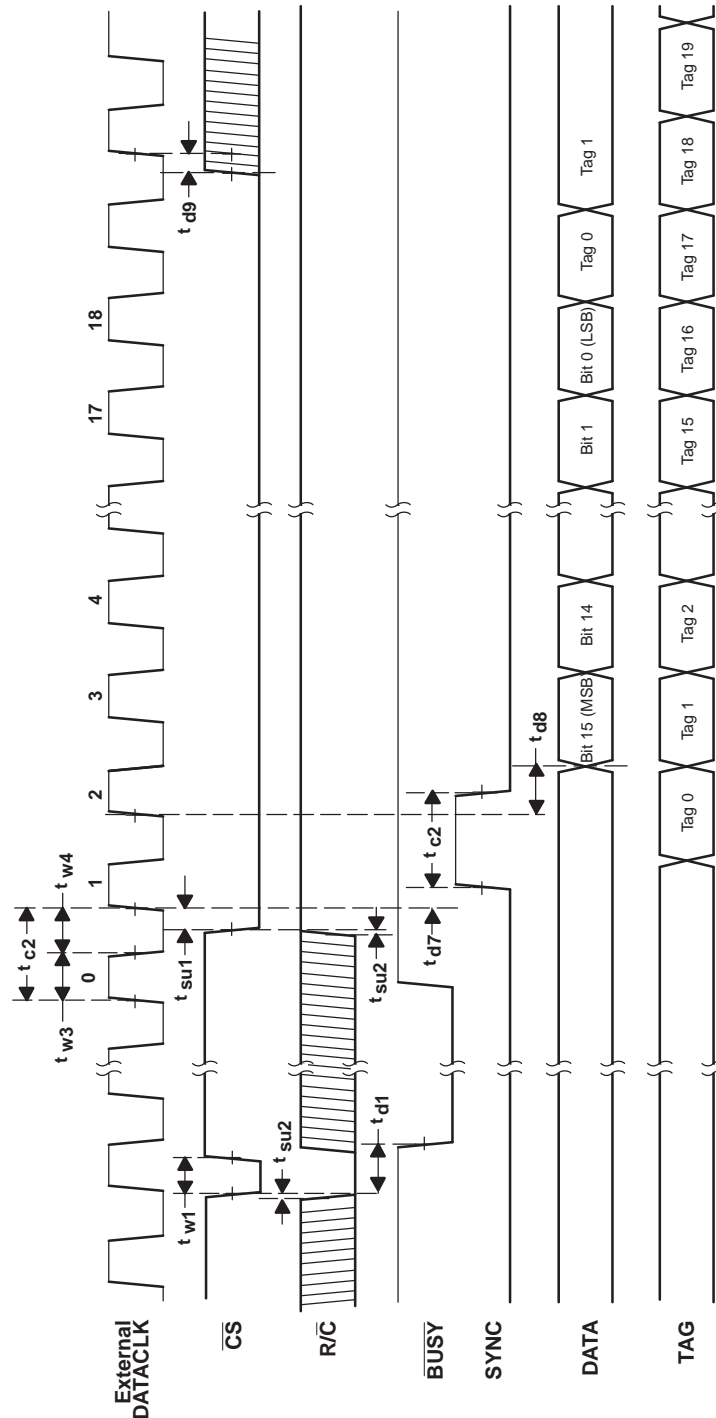 External
DATACLK
0
1
2
3
4
17
18
t c2
t w3
t w4
CS
t w1
t su1
t d9
R/C
t su2
t su2
BUSY
t d1
t d7
SYNC
t c2
t d8
DATA
Bit 15 (MSB)
Bit 14
Bit 1
Bit 0 (LSB)
Tag 0
Tag 1
TAG
Tag 0
Tag 1
Tag 2
Tag 15
Tag 16
Tag 17
Tag 18
Tag 19